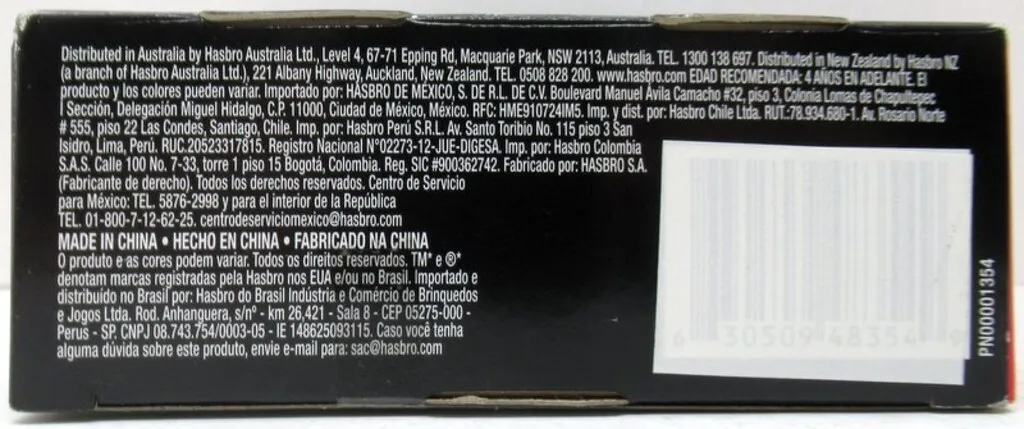 Distributed in Australia by Hasbro Australia Ltd., Level 4, 67-71 Epping Rd, Macquarie Park, NSW 2113, Australia. TEL. 1300 138 697. Distributed in New Zealand by Hasbro NZ
(a branch of Hasbro Australia Ltd.), 221 Albany Highway, Auckland, New Zealand. TEL. 0508 828 200. www.hasbro.com EDAD RECOMENDADA: 4 AÑOS EN ADELANTE. El
producto y los colores pueden variar. Importado por: HASBRO DE MÉXICO, S. DE R.L. DE C.V. Boulevard Manuel Ávila Camacho #32, piso 3, Colonia Lomas de Chapultepec
I Sección, Delegación Miguel Hidalgo, C.P. 11000, Ciudad de México, México. RFC: HME910724IM5. Imp. y dist. por: Hasbro Chile Ltda. RUT.:78.934.680-1. Av. Rosario Norte
# 555, piso 22 Las Condes, Santiago, Chile. Imp. por: Hasbro Perú S.R.L. Av. Santo Toribio No. 115 piso 3 San
Isidro, Lima, Perú. RUC.20523317815. Registro Nacional N°02273-12-JUE-DIGESA. Imp. por: Hasbro Colombia
S.A.S. Calle 100 No. 7-33, torre 1 piso 15 Bogotá, Colombia. Reg. SIC #900362742. Fabricado por: HASBRO S.A.
(Fabricante de derecho). Todos los derechos reservados. Centro de Servicio
para México: TEL. 5876-2998 y para el interior de la República
TEL. 01-800-7-12-62-25. centrodeserviciomexico@hasbro.com
MADE IN CHINA • HECHO EN CHINA • FABRICADO NA CHINA
O produto e as cores podem variar. Todos os direitos reservados. TM* e ®*
denotam marcas registradas pela Hasbro nos EUA e/ou no Brasil. Importado e
distribuído no Brasil por: Hasbro do Brasil Indústria e Comércio de Brinquedos
e Jogos Ltda. Rod. Anhanguera, s/nº - km 26,421 - Sala 8 - CEP 05275-000 -
Perus - SP. CNPJ 08.743.754/0003-05 - IE 148625093115. Caso você tenha
alguma dúvida sobre este produto, envie e-mail para: sac@hasbro.com
6 30509 48354 9
PN00001354